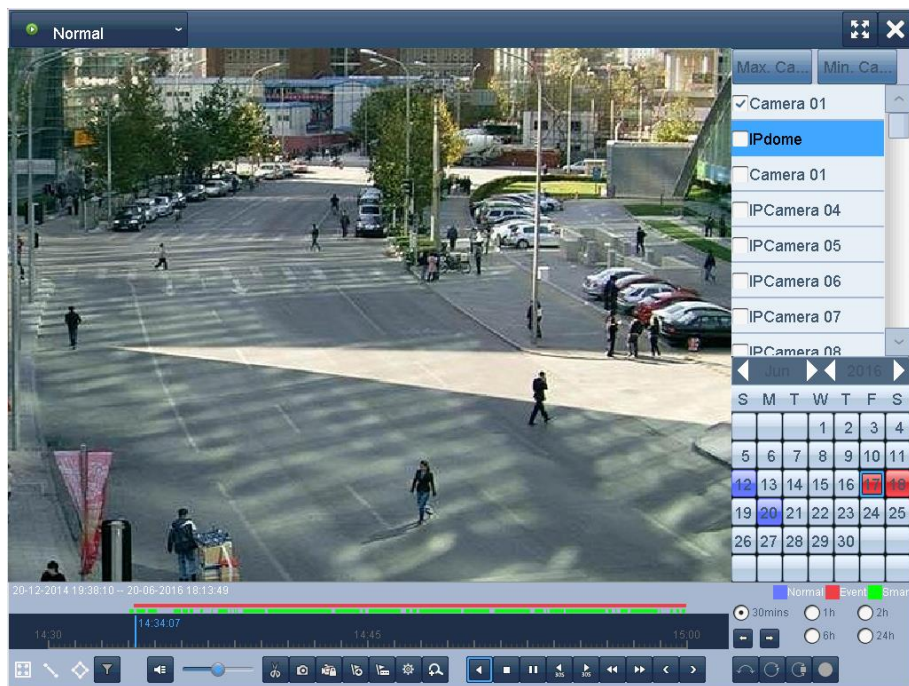 Normal
Max. Ca... Min. Ca...
Camera 01
IPdome
Camera 01
IPCamera 04
IPCamera 05
IPCamera 06
IPCamera 07
IPCamera 08
Jun 2016
S M T W T F S
1 2 3 4
5 6 7 8 9 10 11
12 13 14 15 16 17 18
19 20 21 22 23 24 25
26 27 28 29 30
20-12-2014 19:38:10 -- 20-06-2016 18:13:49
Normal Event Smar
14:34:07
14:30 14:45 15:00
30mins 1h 2h
6h 24h
30S 30S